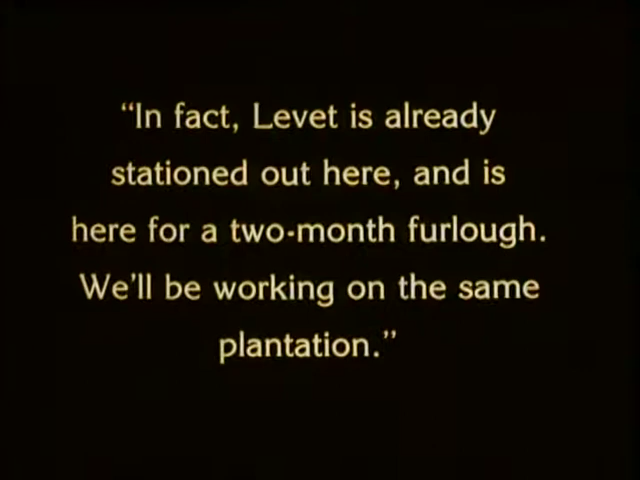 “In fact, Levet is already
stationed out here, and is
here for a two-month furlough.
We’ll be working on the same
plantation.”